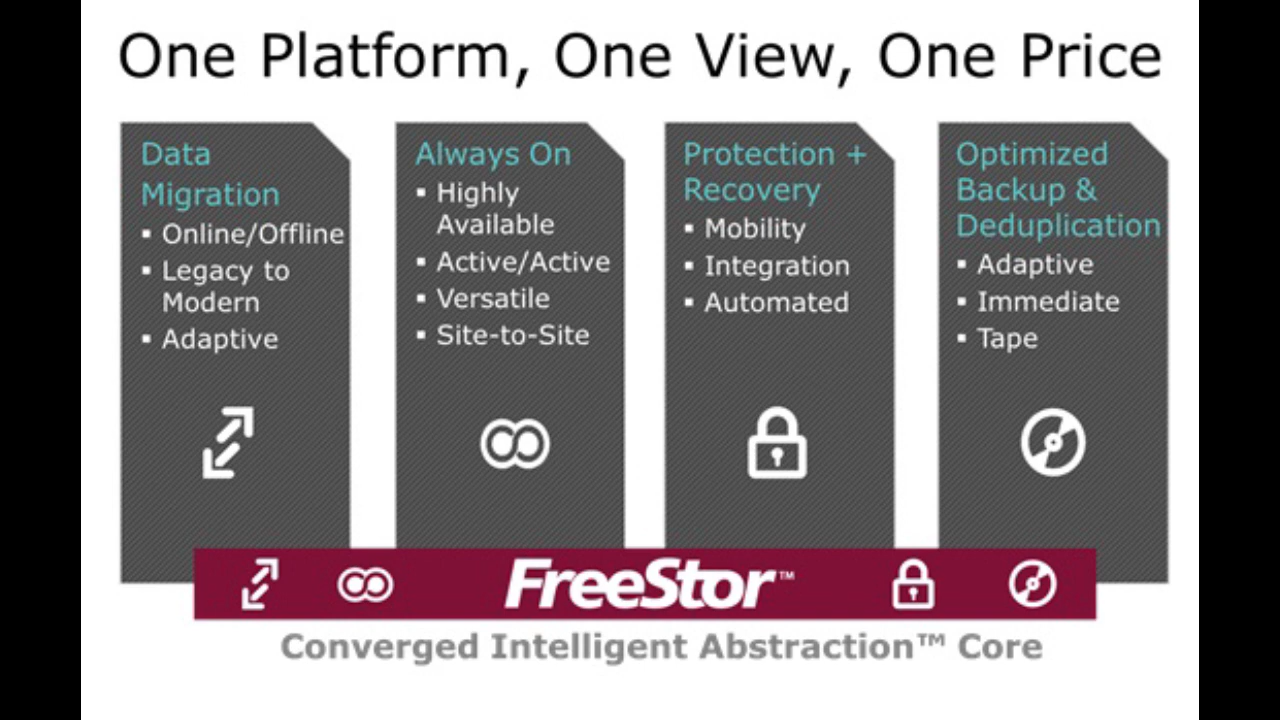 One Platform, One View, One Price
Data
Migration
▪ Online/Offline
▪ Legacy to
Modern
▪ Adaptive
Always On
▪ Highly
Available
▪ Active/Active
▪ Versatile
▪ Site-to-Site
Protection +
Recovery
▪ Mobility
▪ Integration
▪ Automated
Optimized
Backup &
Deduplication
▪ Adaptive
▪ Immediate
▪ Tape
FreeStor™
Converged Intelligent Abstraction™ Core